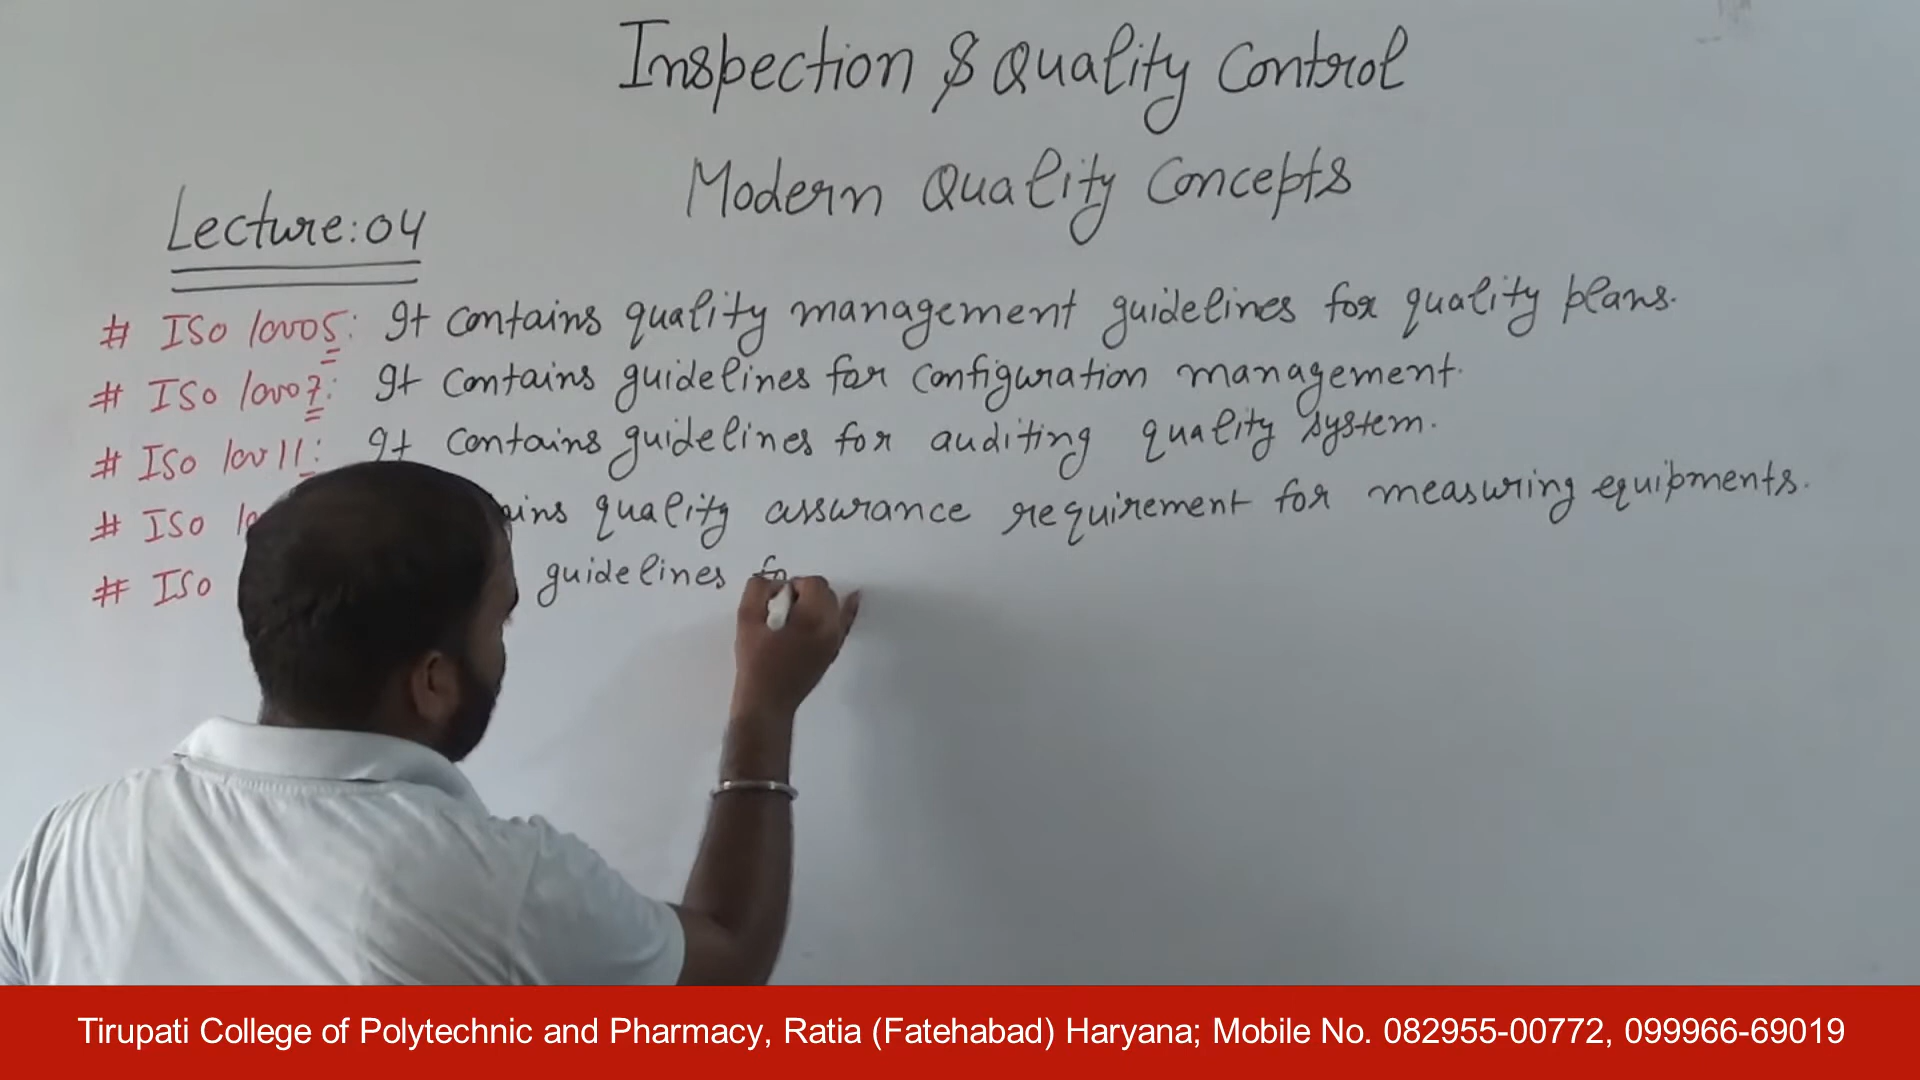 Inspection & Quality Control
Modern Quality Concepts
Lecture: 04
# ISO 10005: It contains quality management guidelines for quality plans.
# ISO 10007: It contains guidelines for configuration management.
# ISO 10011: It contains guidelines for auditing quality system.
# ISO quality assurance requirement for measuring equipments.
# ISO guidelines
Tirupati College of Polytechnic and Pharmacy, Ratia (Fatehabad) Haryana; Mobile No. 082955-00772, 099966-69019